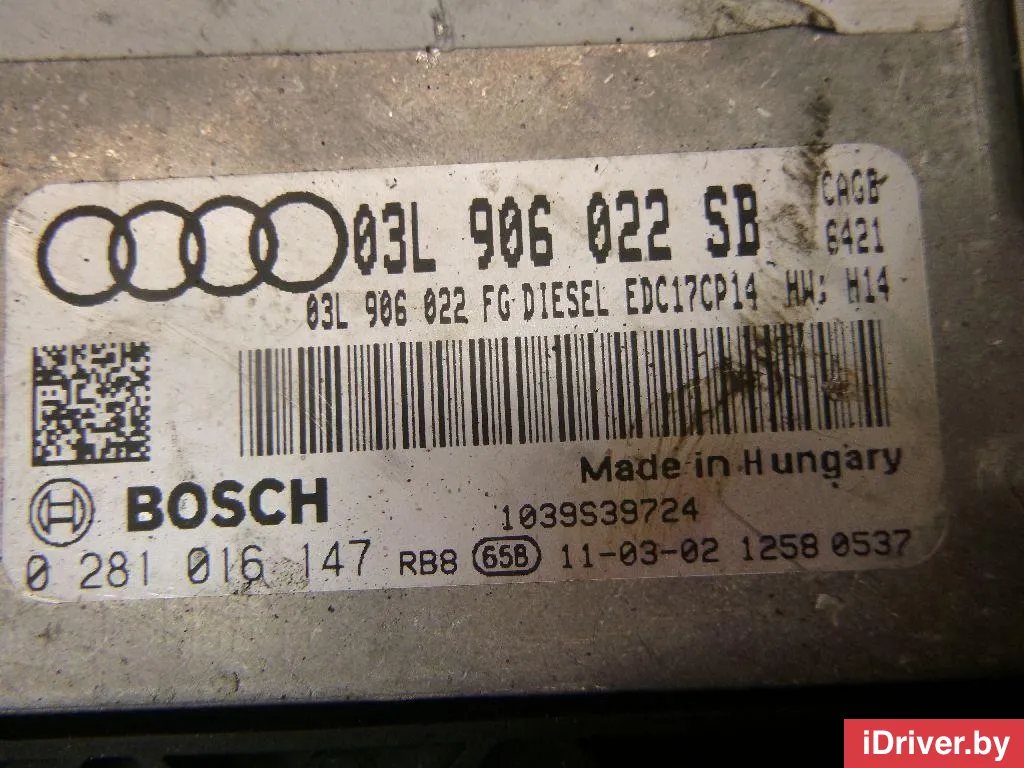 03L 906 022 SB CAGB
6421
03L 906 022 FG DIESEL EDC17CP14 HW: H14
Made in Hungary
BOSCH
1039S39724
0 281 016 147 RB8 65B 11-03-02 1258 0537
iDriver.by